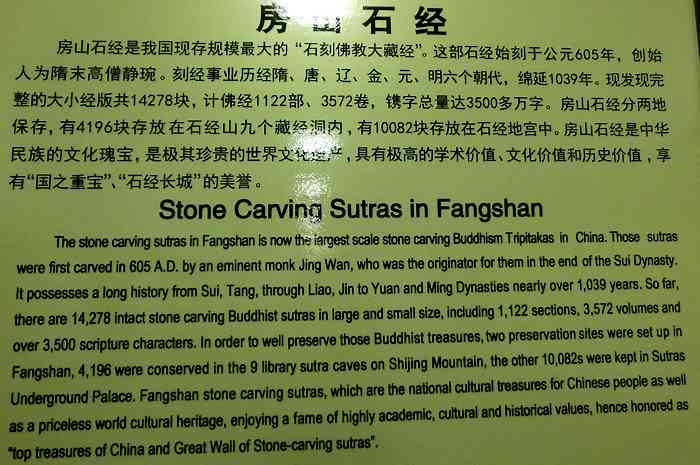 房山石经
房山石经是我国现存规模最大的“石刻佛教大藏经”。这部石经始刻于公元605年，创始
人为隋末高僧静琬。刻经事业历经隋、唐、辽、金、元、明六个朝代，绵延1039年。现发现完
整的大小经版共14278块，计佛经1122部、3572卷，镌字总量达3500多万字。房山石经分两地
保存，有4196块存放在石经山九个藏经洞内，有10082块存放在石经地宫中。房山石经是中华
民族的文化瑰宝，是极其珍贵的世界文化遗产，具有极高的学术价值、文化价值和历史价值，享
有“国之重宝”、“石经长城”的美誉。
Stone Carving Sutras in Fangshan
The stone carving sutras in Fangshan is now the largest scale stone carving Buddhism Tripitakas in China. Those sutras
were first carved in 605 A.D. by an eminent monk Jing Wan, who was the originator for them in the end of the Sui Dynasty.
It possesses a long history from Sui, Tang, through Liao, Jin to Yuan and Ming Dynasties nearly over 1,039 years. So far,
there are 14,278 intact stone carving Buddhist sutras in large and small size, including 1,122 sections, 3,572 volumes and
over 3,500 scripture characters. In order to well preserve those Buddhist treasures, two preservation sites were set up in
Fangshan, 4,196 were conserved in the 9 library sutra caves on Shijing Mountain, the other 10,082s were kept in Sutras
Underground Palace. Fangshan stone carving sutras, which are the national cultural treasures for Chinese people as well
as a priceless world cultural heritage, enjoying a fame of highly academic, cultural and historical values, hence honored as
“top treasures of China and Great Wall of Stone-carving sutras”.